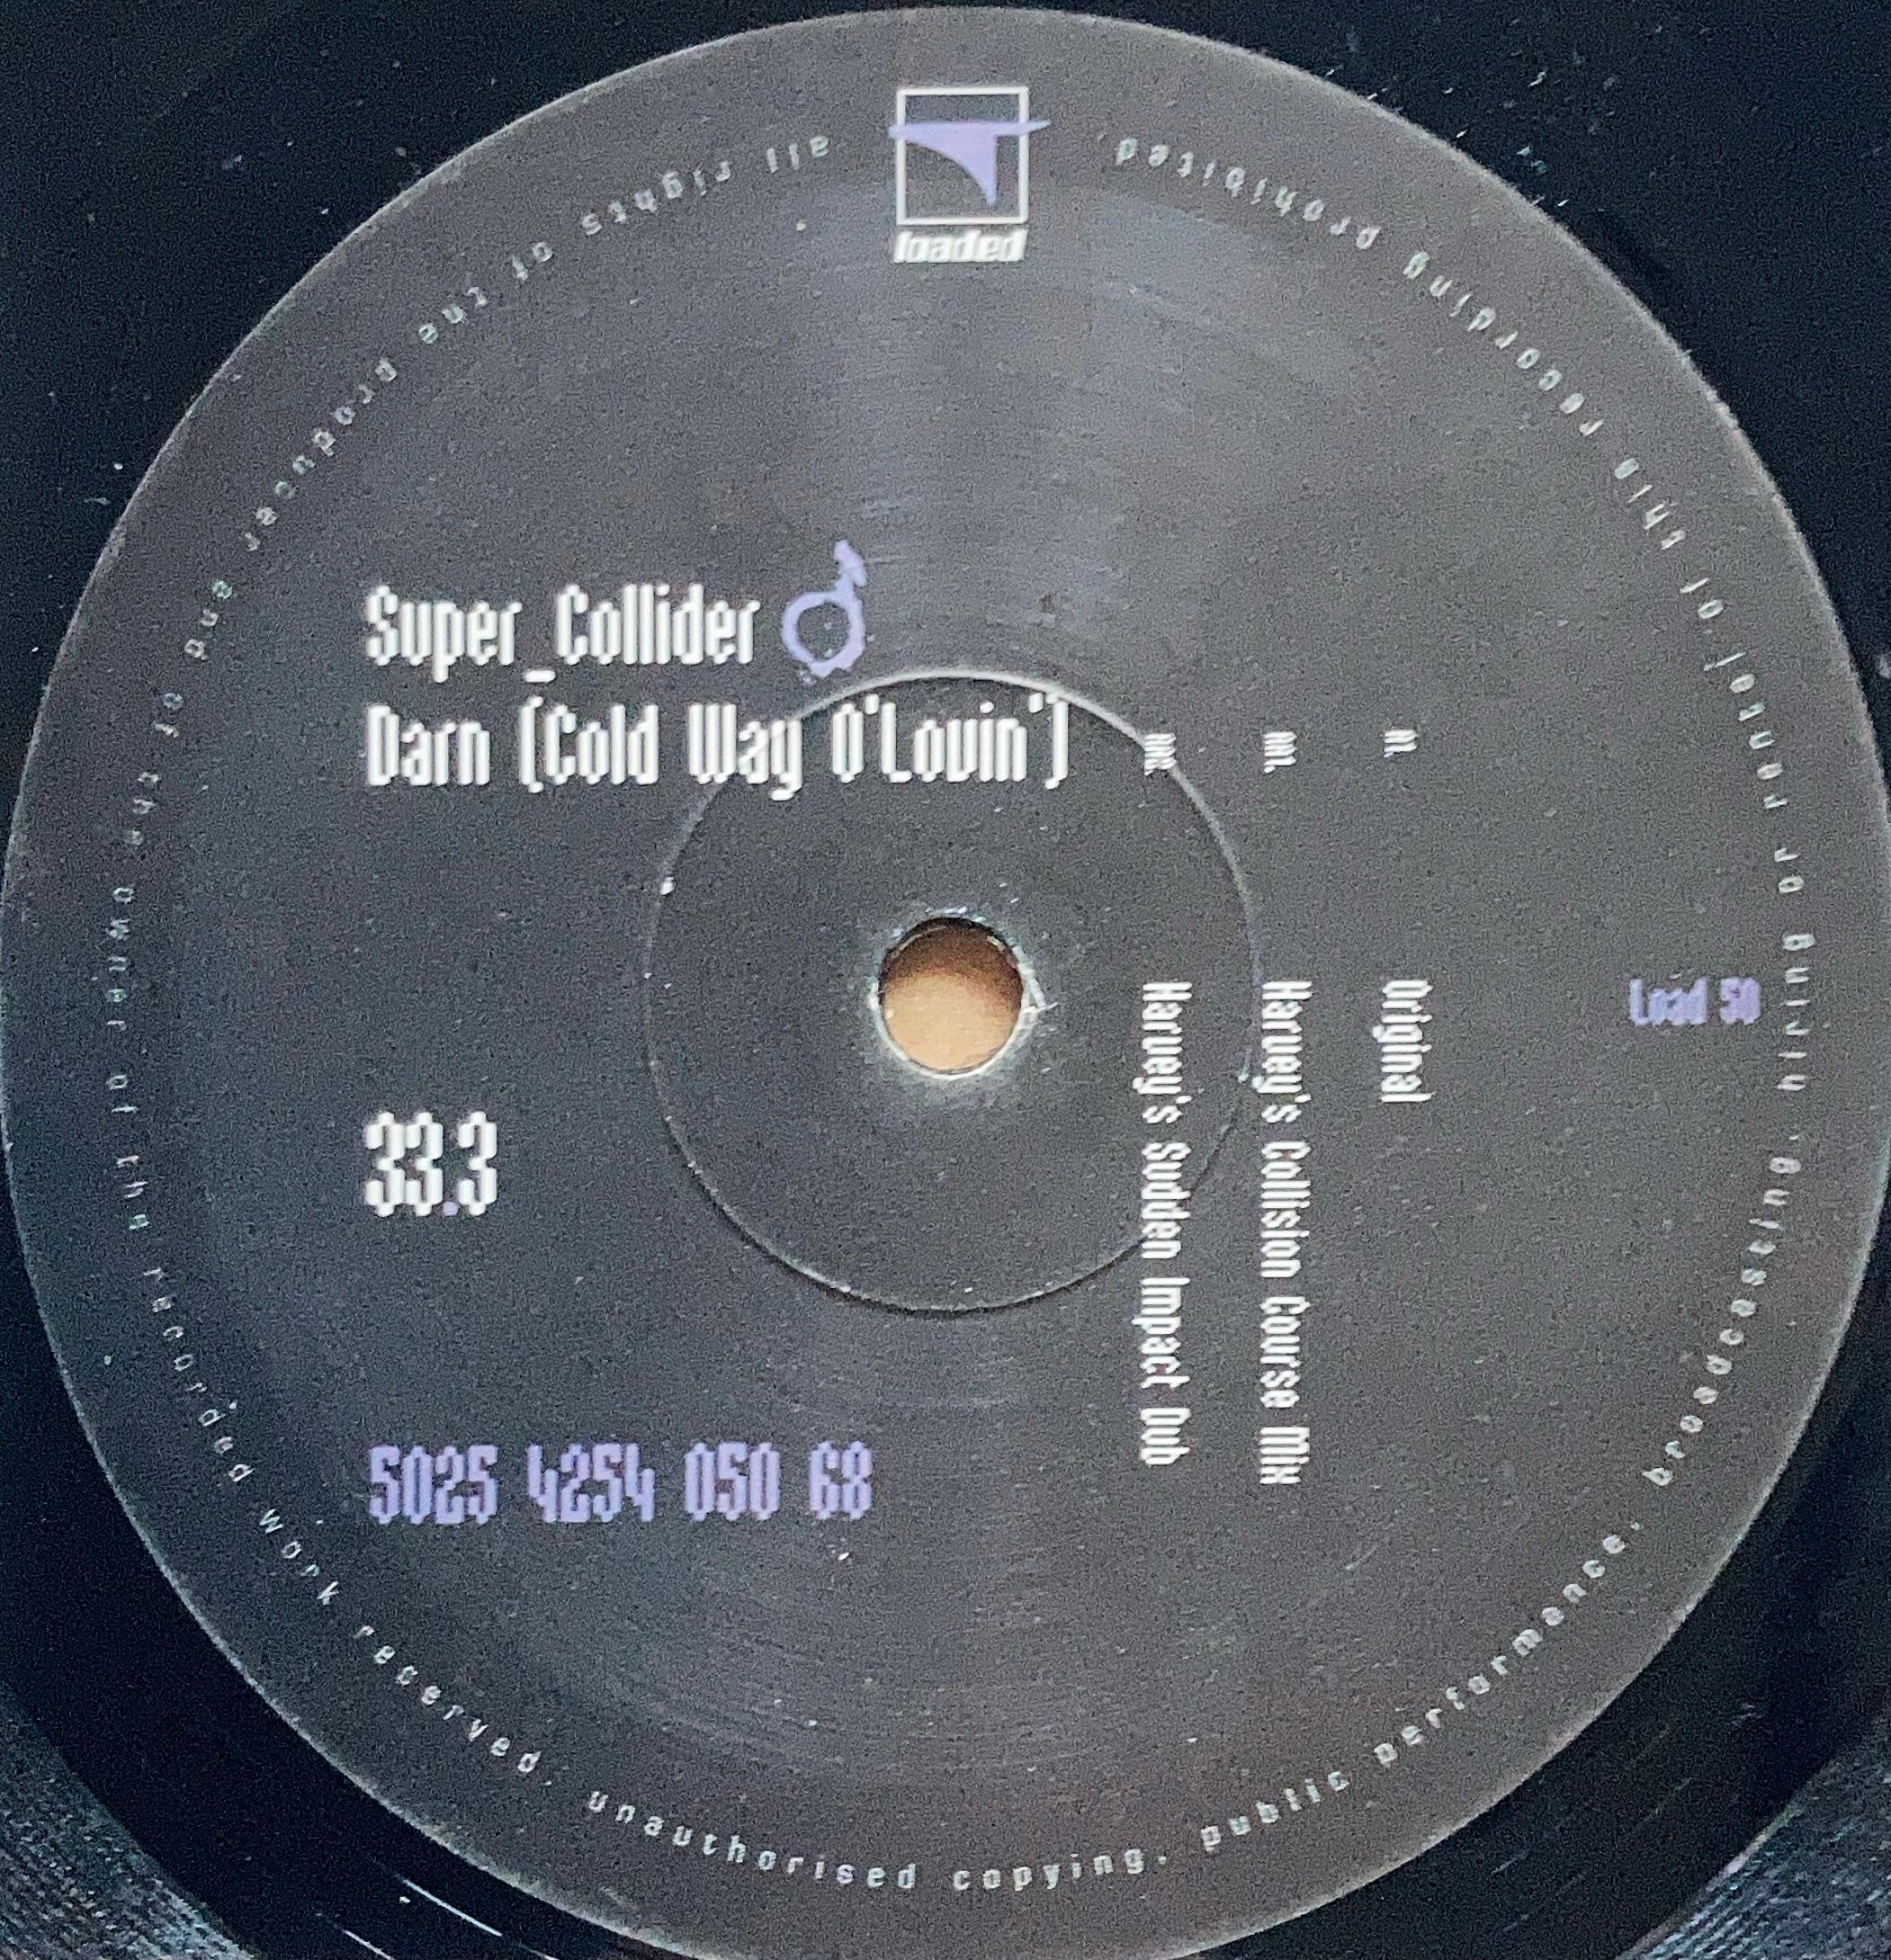 loaded
Super_Collider
Darn (Cold Way O'Lovin')
Original
Harvey's Collision Course Mix
Harvey's Sudden Impact Dub
Load 50
33.3
5025 4254 050 68
all rights of the producer and of the owner of the recorded work reserved. unauthorised copying, public performance, broadcasting, hiring or rental of this recording prohibited.